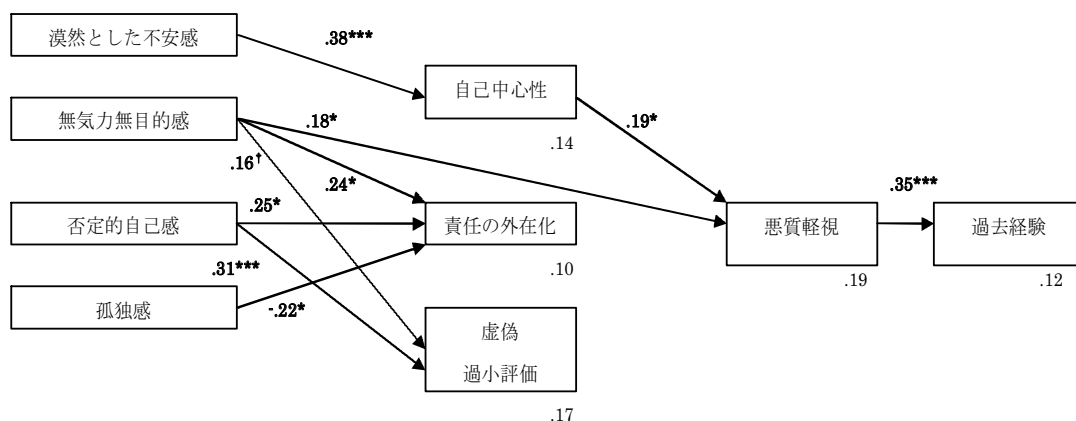 漠然とした不安感
.38***
自己中心性
無気力無目的感
.18*
.19*
.14
.16†
.24*
.35***
.25*
否定的自己感
責任の外在化
悪質軽視
過去経験
.31***
.10
.19
.12
孤独感
-.22*
虚偽
過小評価
.17